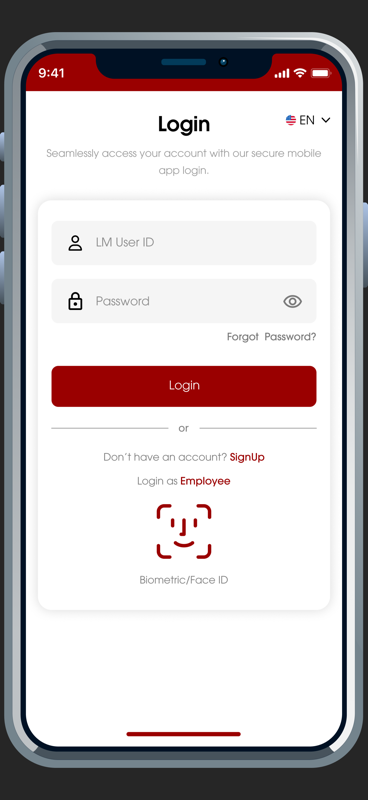 9:41
Login
EN
Seamlessly access your account with our secure mobile
app login.
LM User ID
Password
Forgot Password?
Login
or
Don't have an account? SignUp
Login as Employee
Biometric/Face ID